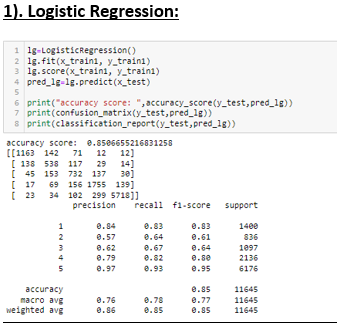 1). Logistic Regression:
1 lg=LogisticRegression()
2 lg.fit(x_train1, y_train1)
3 lg.score(x_train1, y_train1)
4 pred_lg=lg.predict(x_test)
5
6 print("accuracy score: ",accuracy_score(y_test,pred_lg))
7 print(confusion_matrix(y_test,pred_lg))
8 print(classification_report(y_test,pred_lg))
accuracy score: 0.8506655216831258
[[1163 142 71 12 12]
[ 138 538 117 29 14]
[ 45 153 732 137 30]
[ 17 69 156 1755 139]
[ 23 34 102 299 5718]]
precision recall f1-score support
1 0.84 0.83 0.83 1400
2 0.57 0.64 0.61 836
3 0.62 0.67 0.64 1097
4 0.79 0.82 0.80 2136
5 0.97 0.93 0.95 6176
accuracy 0.85 11645
macro avg 0.76 0.78 0.77 11645
weighted avg 0.86 0.85 0.85 11645